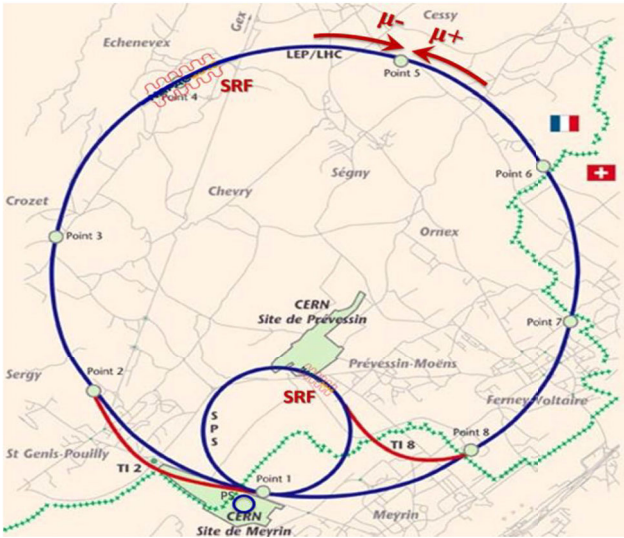 μ-
μ+
Cessy
Gex
Echenevex
LEP/LHC
Point 5
SRF
Point 4
Point 6
Ségny
Chevry
Crozet
Point 3
Ornex
CERN
Site de Prévessin
Point 7
Point 2
Sergy
Prévessin-Moëns
SRF
Ferney-Voltaire
S
P
S
St Genis-Pouilly
TI 8
Point 8
TI 2
Point 1
PS
CERN
Site de Meyrin
Meyrin